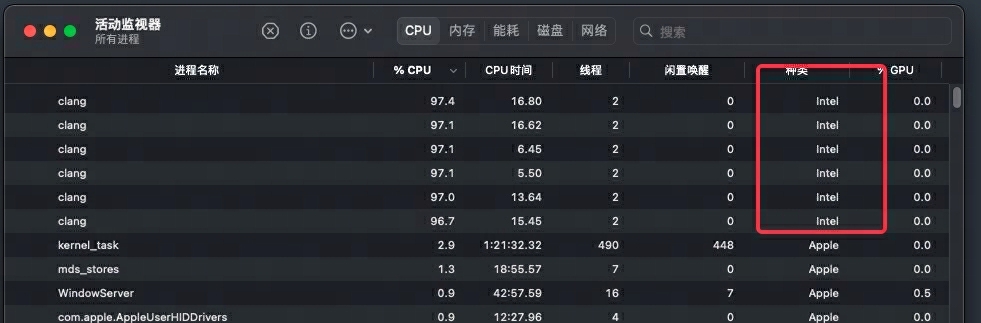 活动监视器
所有进程
CPU 内存 能耗 磁盘 网络 搜索
进程名称 % CPU CPU 时间 线程 闲置唤醒 种类 % GPU
clang 97.4 16.80 2 0 Intel 0.0
clang 97.1 16.62 2 0 Intel 0.0
clang 97.1 6.45 2 0 Intel 0.0
clang 97.1 5.50 2 0 Intel 0.0
clang 97.0 13.64 2 0 Intel 0.0
clang 96.7 15.45 2 0 Intel 0.0
kernel_task 2.9 1:21:32.32 490 448 Apple 0.0
mds_stores 1.3 18:55.57 7 0 Apple 0.0
WindowServer 0.9 42:57.59 16 7 Apple 0.5
com.apple.AppleUserHIDDrivers 0.9 12:27.96 4 0 Apple 0.0